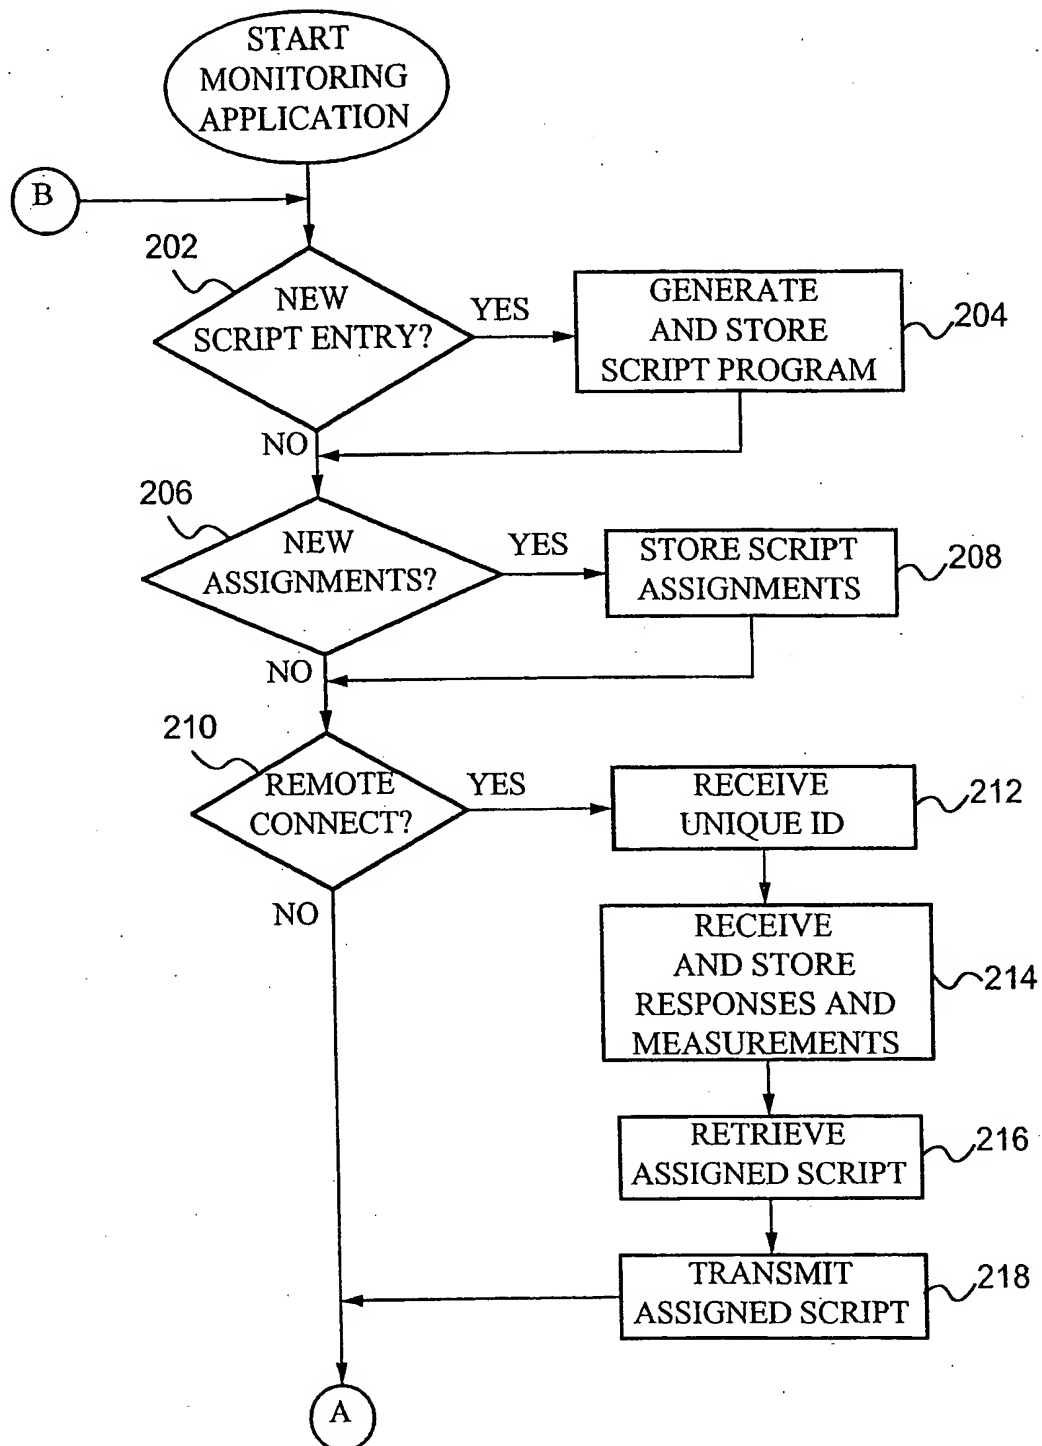 START
MONITORING
APPLICATION
B
202
NEW
SCRIPT ENTRY?
YES
GENERATE
AND STORE
SCRIPT PROGRAM
204
NO
206
NEW
ASSIGNMENTS?
YES
STORE SCRIPT
ASSIGNMENTS
208
NO
210
REMOTE
CONNECT?
YES
RECEIVE
UNIQUE ID
212
NO
RECEIVE
AND STORE
RESPONSES AND
MEASUREMENTS
214
RETRIEVE
ASSIGNED SCRIPT
216
TRANSMIT
ASSIGNED SCRIPT
218
A